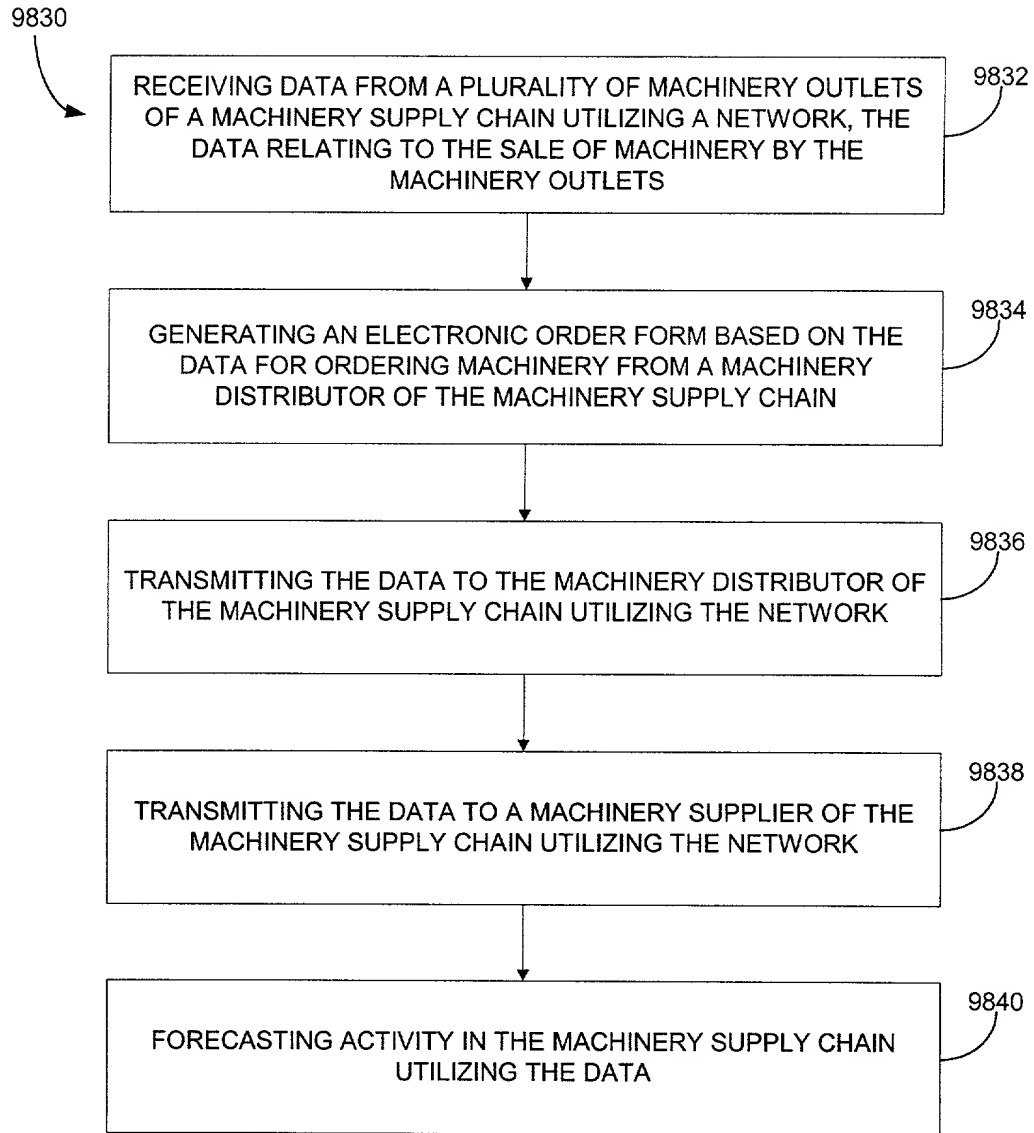 9830
RECEIVING DATA FROM A PLURALITY OF MACHINERY OUTLETS
OF A MACHINERY SUPPLY CHAIN UTILIZING A NETWORK, THE
DATA RELATING TO THE SALE OF MACHINERY BY THE
MACHINERY OUTLETS
9832
GENERATING AN ELECTRONIC ORDER FORM BASED ON THE
DATA FOR ORDERING MACHINERY FROM A MACHINERY
DISTRIBUTOR OF THE MACHINERY SUPPLY CHAIN
9834
TRANSMITTING THE DATA TO THE MACHINERY DISTRIBUTOR OF
THE MACHINERY SUPPLY CHAIN UTILIZING THE NETWORK
9836
TRANSMITTING THE DATA TO A MACHINERY SUPPLIER OF THE
MACHINERY SUPPLY CHAIN UTILIZING THE NETWORK
9838
FORECASTING ACTIVITY IN THE MACHINERY SUPPLY CHAIN
UTILIZING THE DATA
9840